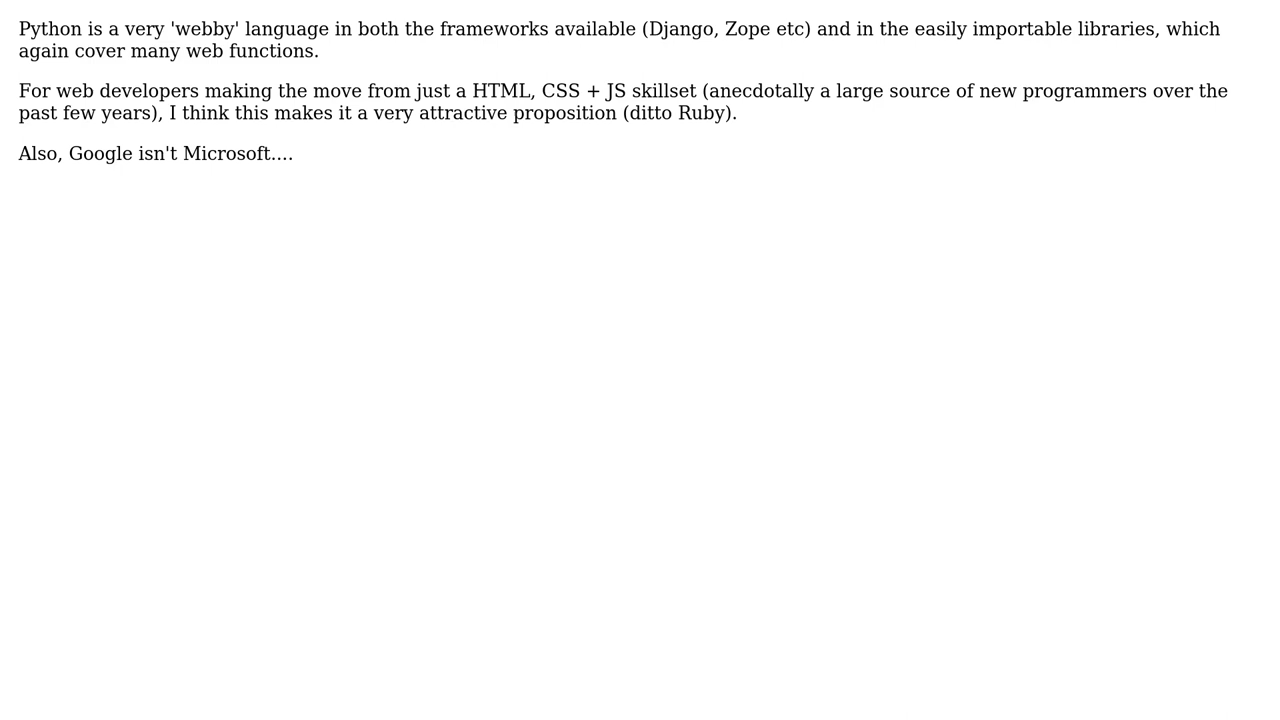 Python is a very 'webby' language in both the frameworks available (Django, Zope etc) and in the easily importable libraries, which
again cover many web functions.
For web developers making the move from just a HTML, CSS + JS skillset (anecdotally a large source of new programmers over the
past few years), I think this makes it a very attractive proposition (ditto Ruby).
Also, Google isn't Microsoft....